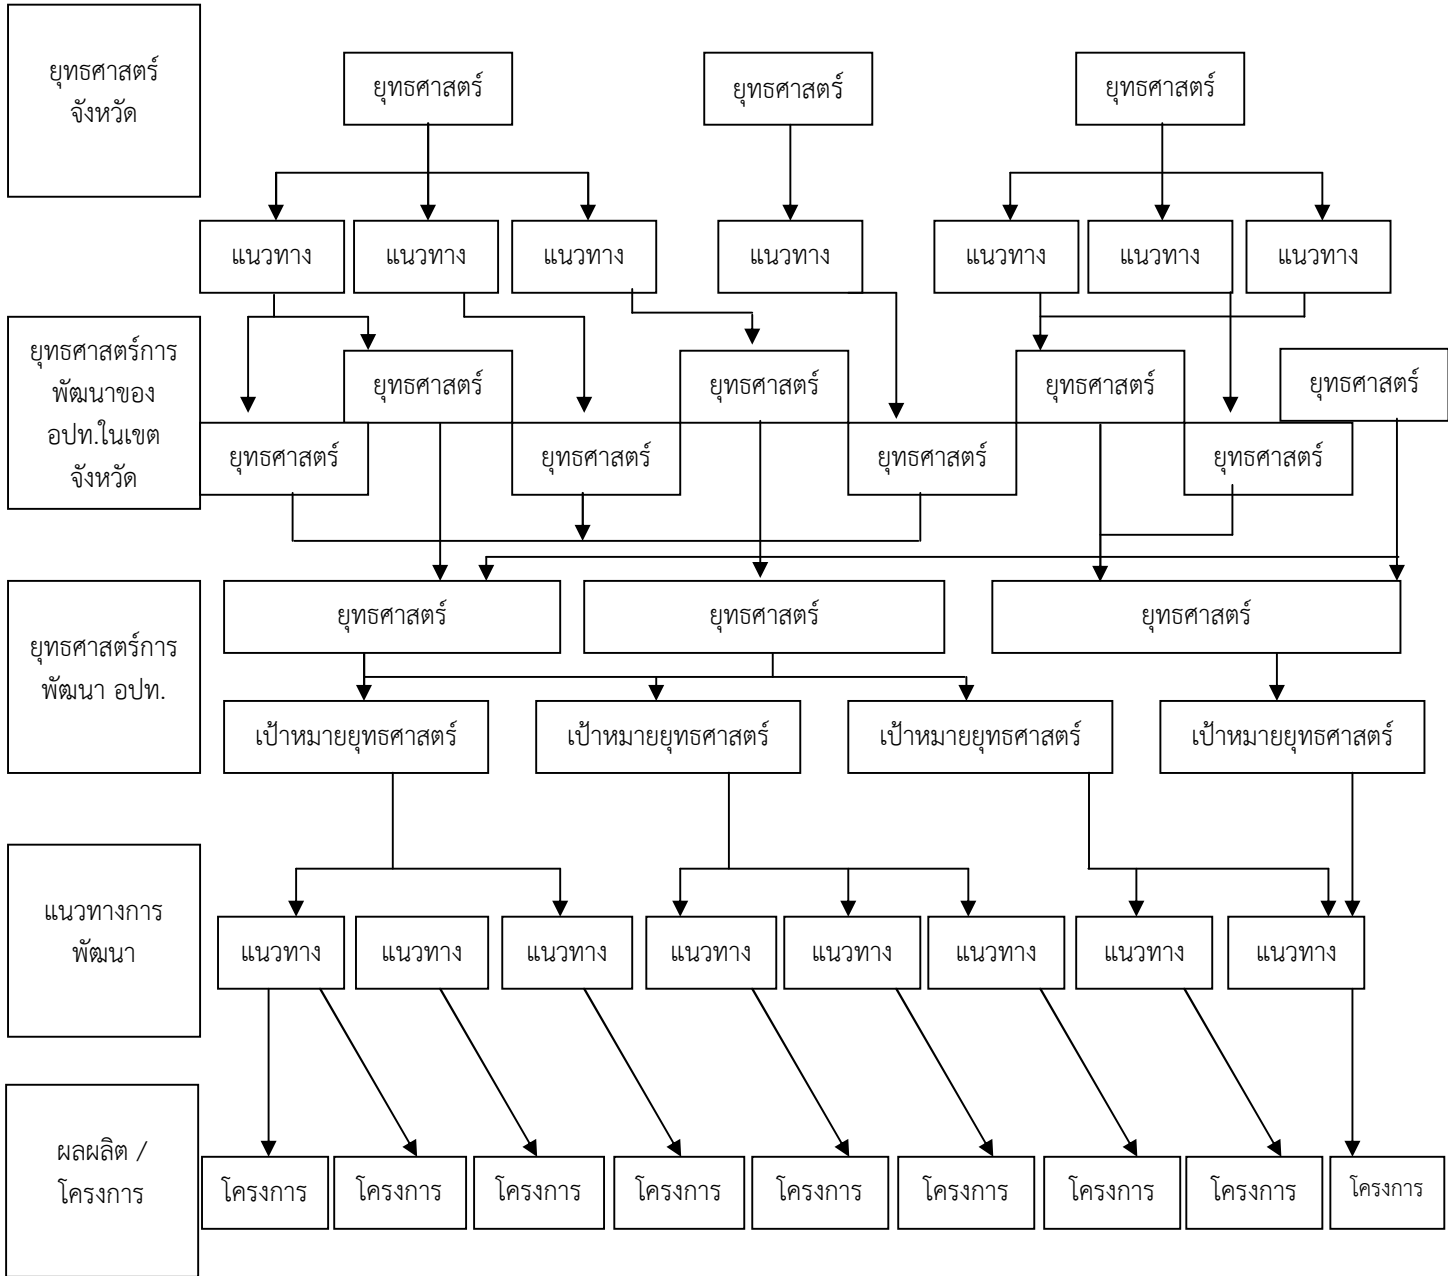 ยุทธศาสตร์
จังหวัด
ยุทธศาสตร์
ยุทธศาสตร์
ยุทธศาสตร์
แนวทาง
แนวทาง
แนวทาง
แนวทาง
แนวทาง
แนวทาง
แนวทาง
ยุทธศาสตร์การ
พัฒนาของ
อปท.ในเขต
จังหวัด
ยุทธศาสตร์
ยุทธศาสตร์
ยุทธศาสตร์
ยุทธศาสตร์
ยุทธศาสตร์
ยุทธศาสตร์
ยุทธศาสตร์
ยุทธศาสตร์
ยุทธศาสตร์การ
พัฒนา อปท.
ยุทธศาสตร์
ยุทธศาสตร์
ยุทธศาสตร์
เป้าหมายยุทธศาสตร์
เป้าหมายยุทธศาสตร์
เป้าหมายยุทธศาสตร์
เป้าหมายยุทธศาสตร์
แนวทางการ
พัฒนา
แนวทาง
แนวทาง
แนวทาง
แนวทาง
แนวทาง
แนวทาง
แนวทาง
แนวทาง
ผลผลิต /
โครงการ
โครงการ
โครงการ
โครงการ
โครงการ
โครงการ
โครงการ
โครงการ
โครงการ
โครงการ